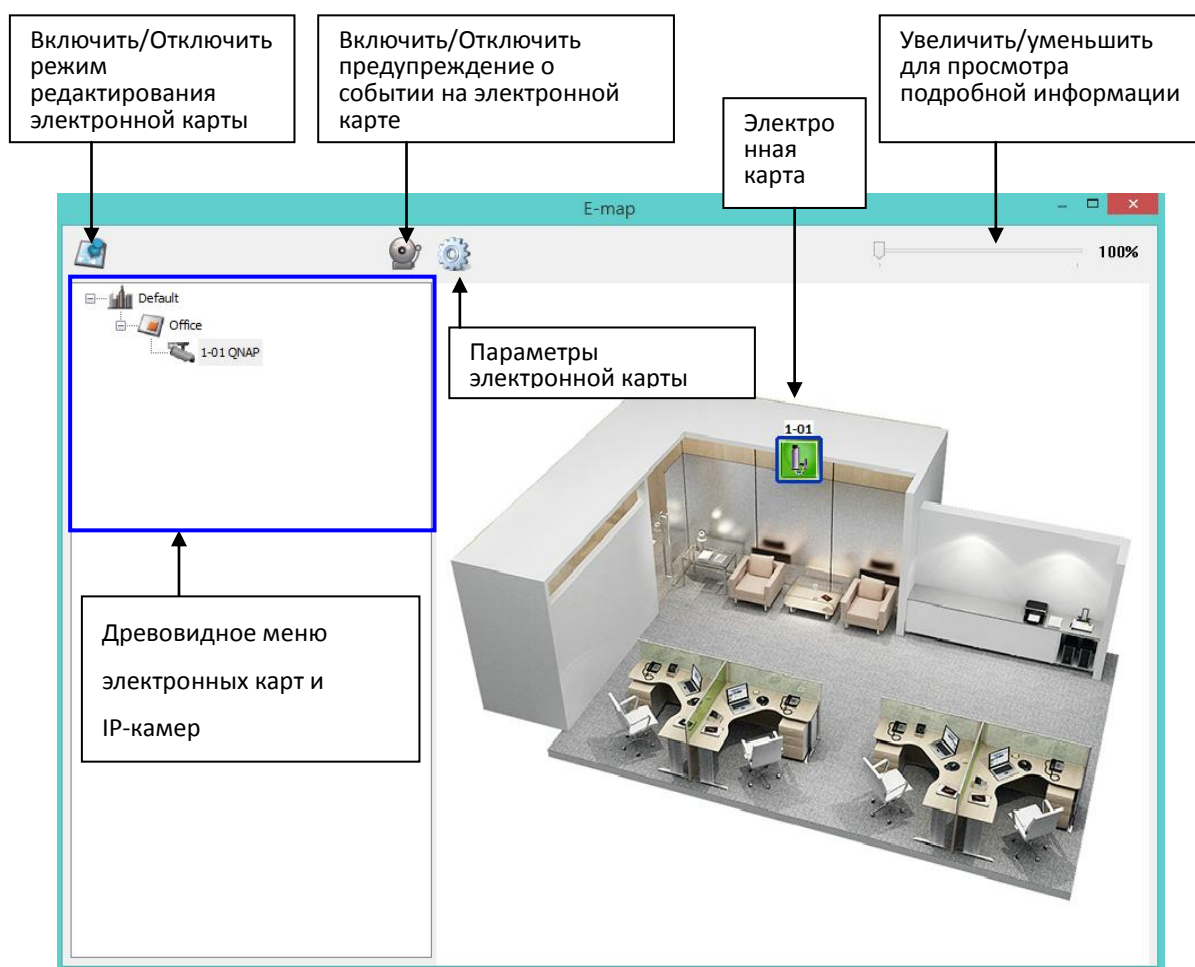 Включить/Отключить
режим
редактирования
электронной карты
Включить/Отключить
предупреждение о
событии на электронной
карте
Электро
нная
карта
Увеличить/уменьшить
для просмотра
подробной информации
E-map
100%
Default
Office
1-01 QNAP
Параметры
электронной карты
1-01
Древовидное меню
электронных карт и
IP-камер